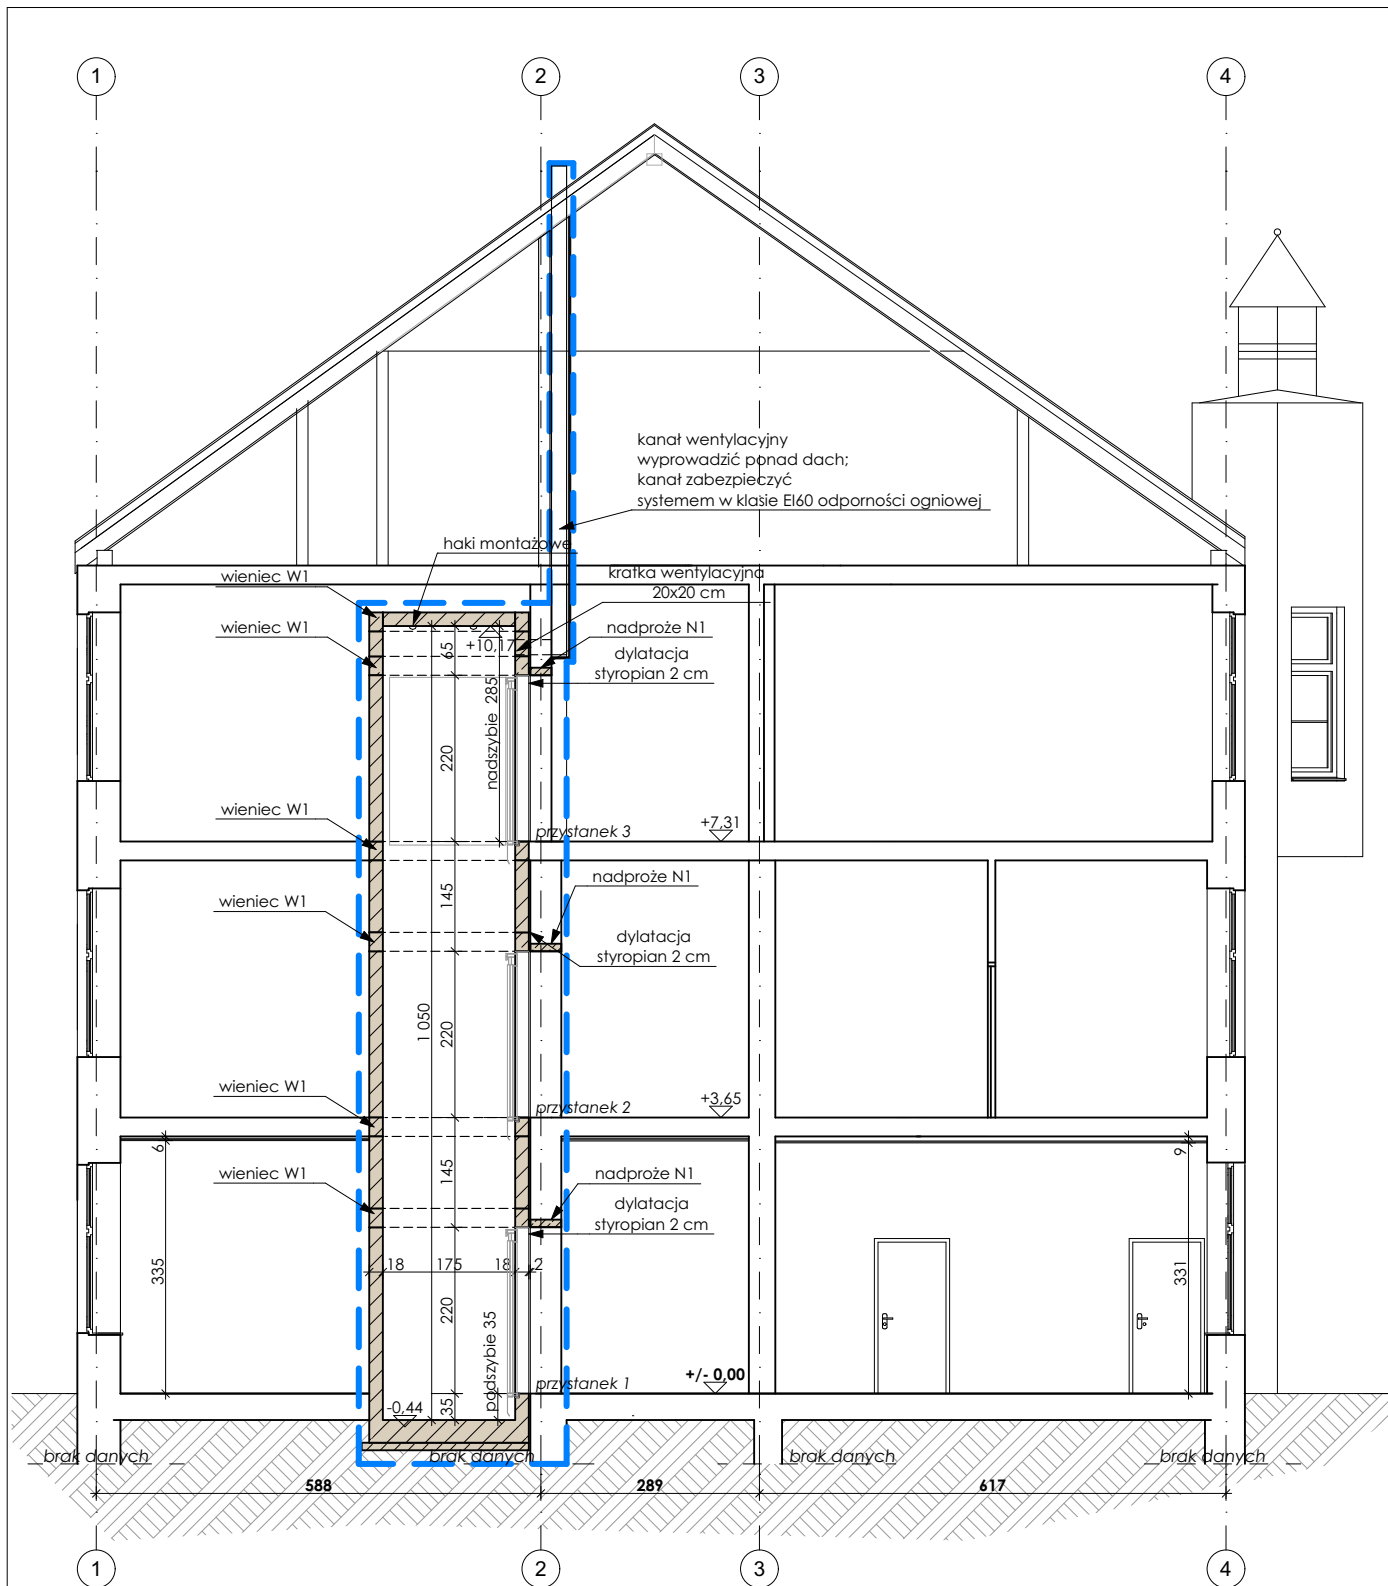 1
2
3
4
kanał wentylacyjny
wyprowadzić ponad dach;
kanał zabezpieczyć
systemem w klasie EI60 odporności ogniowej
haki montażowe
wieniec W1
kratka wentylacyjna
20x20 cm
wieniec W1
nadproże N1
+10,17
65
dylatacja
styropian 2 cm
nadszybie 285
220
wieniec W1
przystanek 3
+7,31
145
nadproże N1
wieniec W1
dylatacja
styropian 2 cm
1 050
220
wieniec W1
przystanek 2
+3,65
6
9
145
wieniec W1
nadproże N1
dylatacja
styropian 2 cm
335
18
175
18
2
331
220
podszybie 35
przystanek 1
+/- 0,00
-0,44
35
brak danych
brak danych
brak danych
brak danych
588
289
617
1
2
3
4